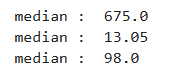 median :  675.0
median :  13.05
median :  98.0